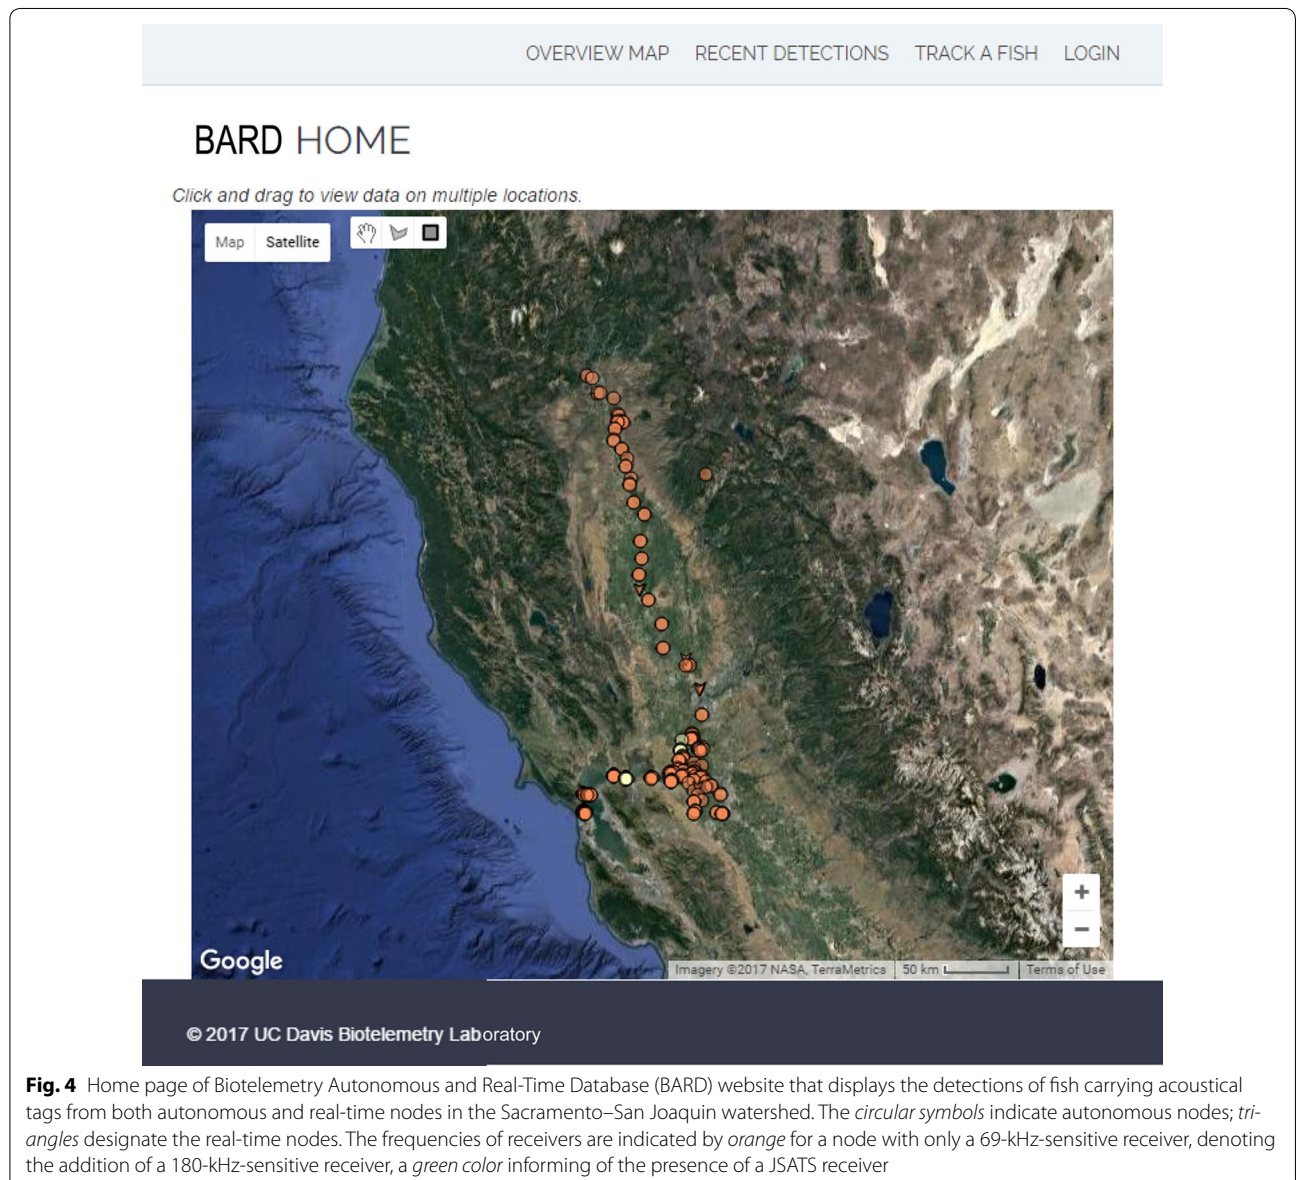 OVERVIEW MAP RECENT DETECTIONS TRACK A FISH LOGIN
BARD HOME
Click and drag to view data on multiple locations.
Map Satellite
Google
Imagery ©2017 NASA, TerraMetrics 50 km Terms of Use
© 2017 UC Davis Biotelemetry Laboratory
Fig. 4 Home page of Biotelemetry Autonomous and Real-Time Database (BARD) website that displays the detections of fish carrying acoustical
tags from both autonomous and real-time nodes in the Sacramento–San Joaquin watershed. The circular symbols indicate autonomous nodes; tri-
angles designate the real-time nodes. The frequencies of receivers are indicated by orange for a node with only a 69-kHz-sensitive receiver, denoting
the addition of a 180-kHz-sensitive receiver, a green color informing of the presence of a JSATS receiver